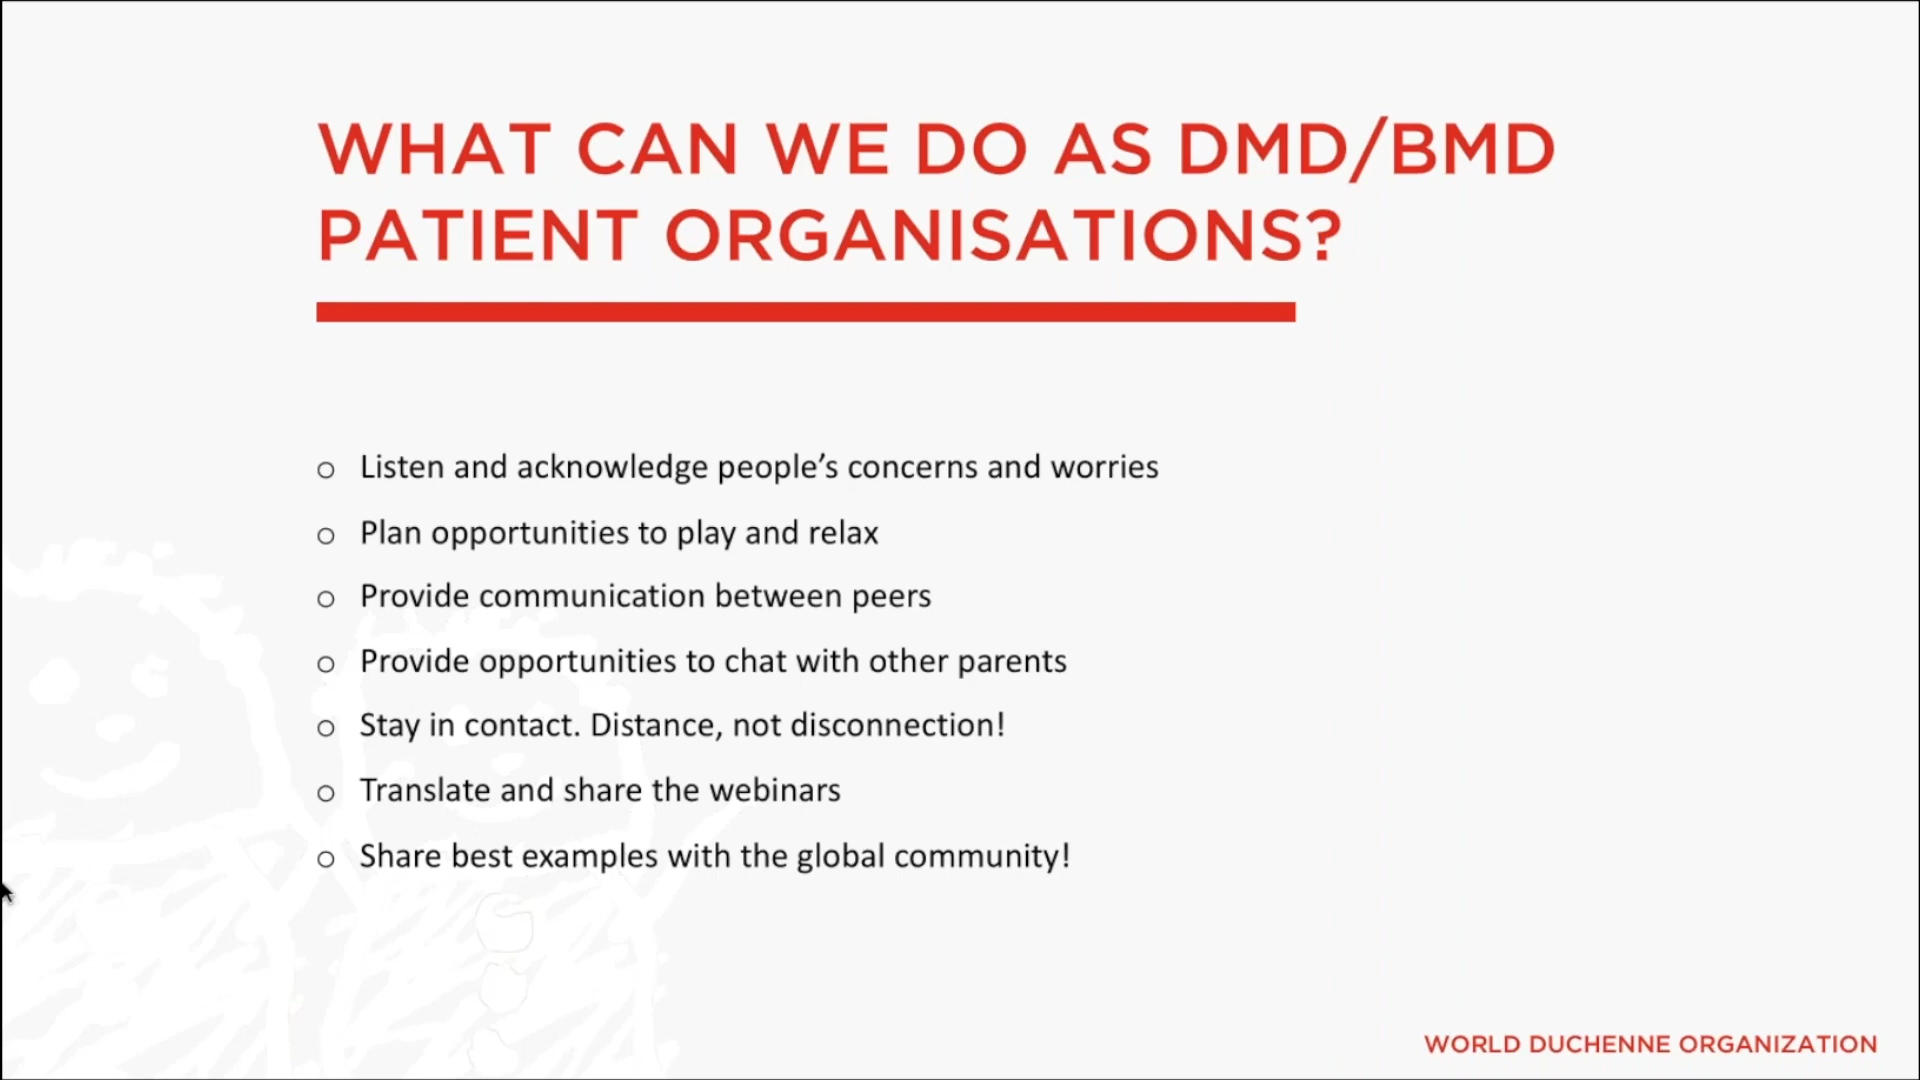 WHAT CAN WE DO AS DMD/BMD
PATIENT ORGANISATIONS?
Listen and acknowledge people’s concerns and worries
Plan opportunities to play and relax
Provide communication between peers
Provide opportunities to chat with other parents
Stay in contact. Distance, not disconnection!
Translate and share the webinars
Share best examples with the global community!
WORLD DUCHENNE ORGANIZATION